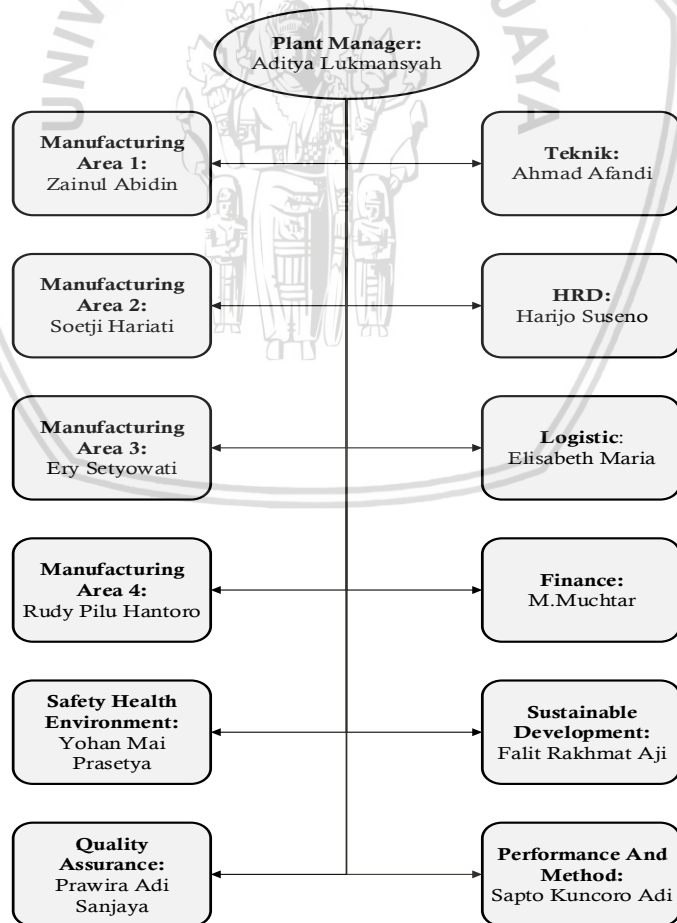 UNIV
JAYA
Plant Manager:
Aditya Lukmansyah
Manufacturing
Area 1:
Zainul Abidin
Teknik:
Ahmad Afandi
Manufacturing
Area 2:
Soetji Hariati
HRD:
Harijo Suseno
Manufacturing
Area 3:
Ery Setyowati
Logistic:
Elisabeth Maria
Manufacturing
Area 4:
Rudy Pilu Hantoro
Finance:
M.Muchtar
Safety Health
Environment:
Yohan Mai
Prasetya
Sustainable
Development:
Falit Rakhmat Aji
Quality
Assurance:
Prawira Adi
Sanjaya
Performance And
Method:
Sapto Kuncoro Adi